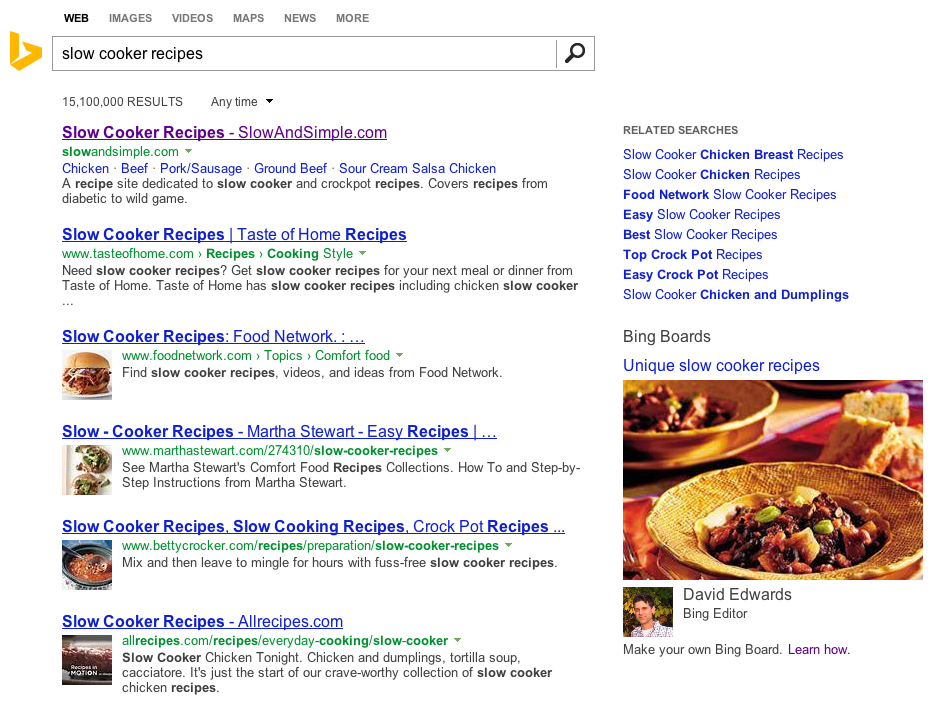 WEB IMAGES VIDEOS MAPS NEWS MORE
slow cooker recipes
15,100,000 RESULTS Any time
Slow Cooker Recipes - SlowAndSimple.com
slowandsimple.com
Chicken · Beef · Pork/Sausage · Ground Beef · Sour Cream Salsa Chicken
A recipe site dedicated to slow cooker and crockpot recipes. Covers recipes from
diabetic to wild game.
Slow Cooker Recipes | Taste of Home Recipes
www.tasteofhome.com › Recipes › Cooking Style
Need slow cooker recipes? Get slow cooker recipes for your next meal or dinner from
Taste of Home. Taste of Home has slow cooker recipes including chicken slow cooker
...
Slow Cooker Recipes: Food Network. : …
www.foodnetwork.com › Topics › Comfort food
Find slow cooker recipes, videos, and ideas from Food Network.
Slow - Cooker Recipes - Martha Stewart - Easy Recipes | …
www.marthastewart.com/274310/slow-cooker-recipes
See Martha Stewart's Comfort Food Recipes Collections. How To and Step-by-
Step Instructions from Martha Stewart.
Slow Cooker Recipes, Slow Cooking Recipes, Crock Pot Recipes ...
www.bettycrocker.com/recipes/preparation/slow-cooker-recipes
Mix and then leave to mingle for hours with fuss-free slow cooker recipes.
Slow Cooker Recipes - Allrecipes.com
allrecipes.com/recipes/everyday-cooking/slow-cooker
Recipes in
MOTION
Slow Cooker Chicken Tonight. Chicken and dumplings, tortilla soup,
cacciatore. It's just the start of our crave-worthy collection of slow cooker
chicken recipes.
RELATED SEARCHES
Slow Cooker Chicken Breast Recipes
Slow Cooker Chicken Recipes
Food Network Slow Cooker Recipes
Easy Slow Cooker Recipes
Best Slow Cooker Recipes
Top Crock Pot Recipes
Easy Crock Pot Recipes
Slow Cooker Chicken and Dumplings
Bing Boards
Unique slow cooker recipes
David Edwards
Bing Editor
Make your own Bing Board. Learn how.